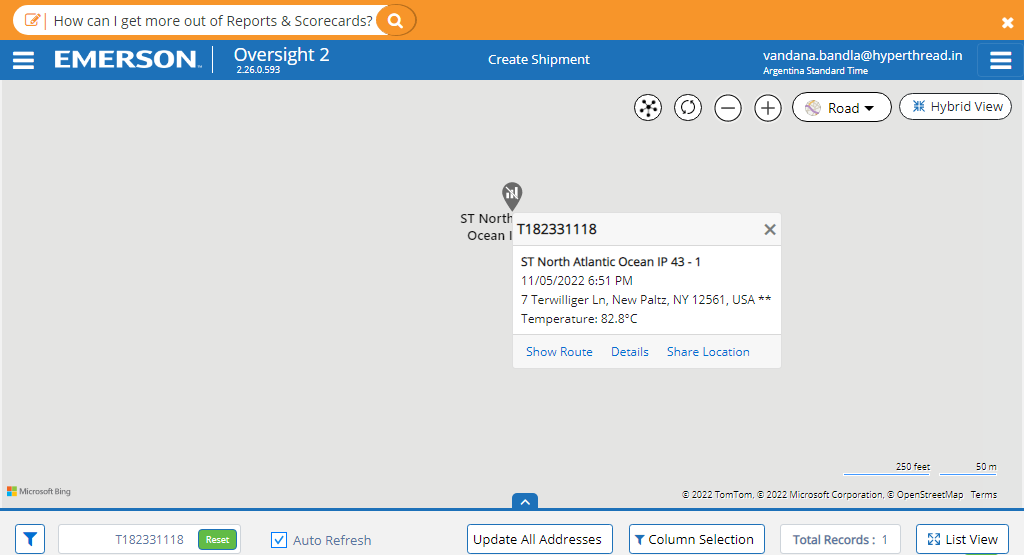 How can I get more out of Reports & Scorecards?
EMERSON
Oversight 2
2.26.0.593
Create Shipment
vandana.bandla@hyperthread.in
Argentina Standard Time
Road
Hybrid View
ST North
Ocean I
T182331118
ST North Atlantic Ocean IP 43 - 1
11/05/2022 6:51 PM
7 Terwilliger Ln, New Paltz, NY 12561, USA **
Temperature: 82.8°C
Show Route Details Share Location
250 feet 50 m
Microsoft Bing
© 2022 TomTom, © 2022 Microsoft Corporation, © OpenStreetMap Terms
T182331118 Reset
Auto Refresh
Update All Addresses
Column Selection
Total Records : 1
List View